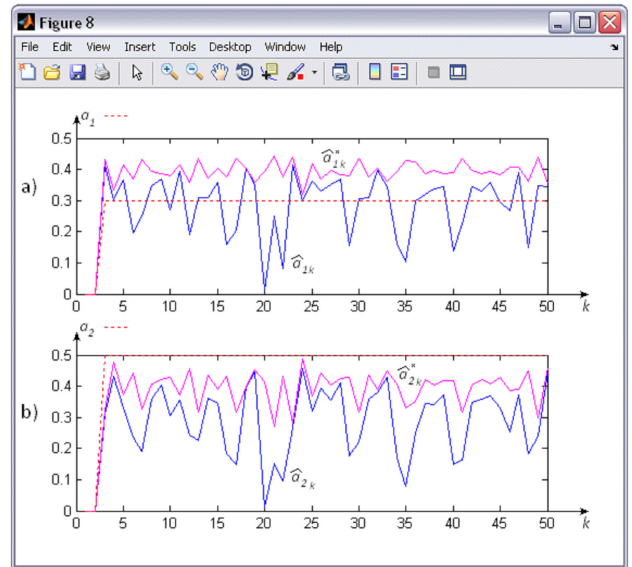 Figure 8
File Edit View Insert Tools Desktop Window Help
a₁
a)
0.5
0.4
0.3
0.2
0.1
0
â*₁ₖ
â₁ₖ
0 5 10 15 20 25 30 35 40 45 50 k
a₂
b)
0.5
0.4
0.3
0.2
0.1
0
â*₂ₖ
â₂ₖ
0 5 10 15 20 25 30 35 40 45 50 k